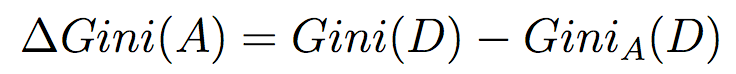 ΔGini(A) = Gini(D) − Gini_A(D)